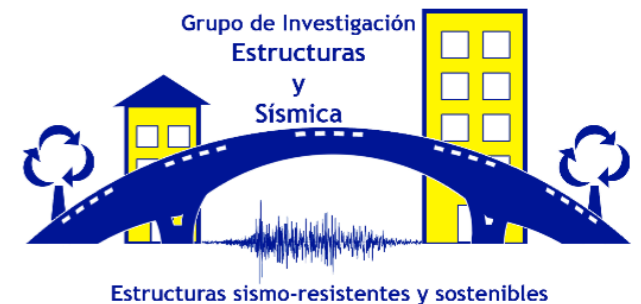 Grupo de Investigación
Estructuras
y
Sísmica
Estructuras sismo-resistentes y sostenibles